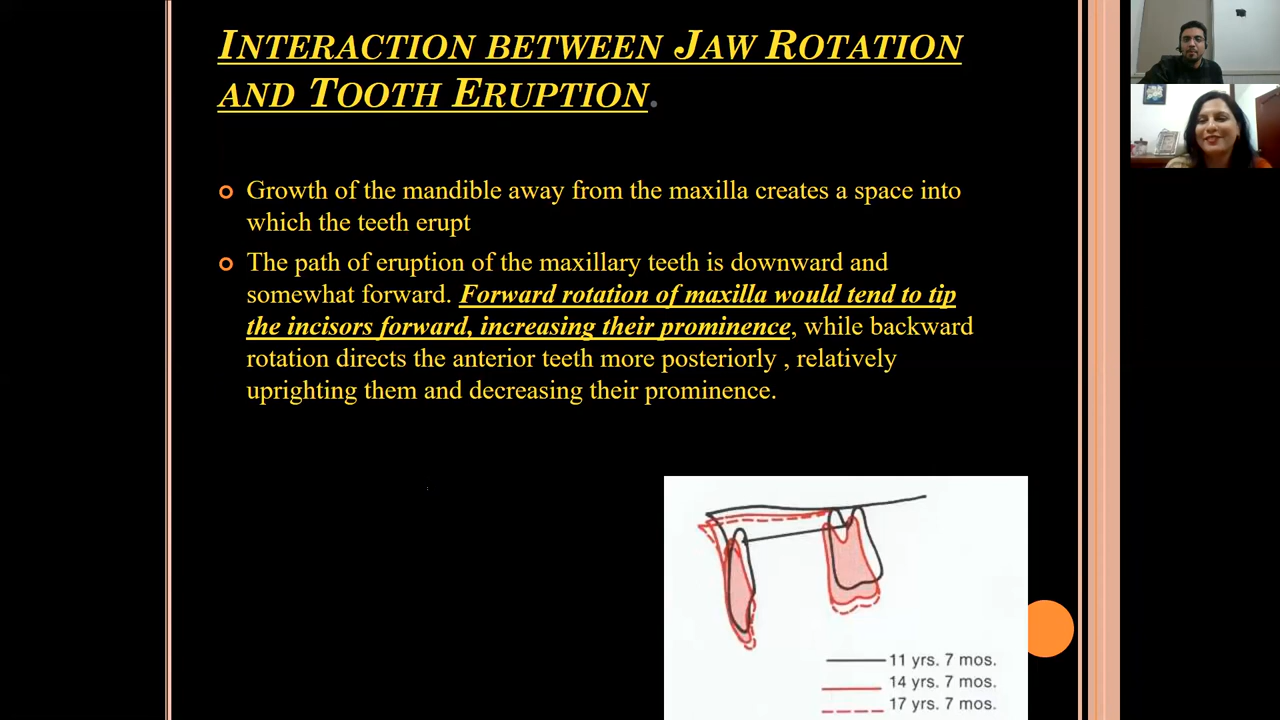 INTERACTION BETWEEN JAW ROTATION
AND TOOTH ERUPTION.
Growth of the mandible away from the maxilla creates a space into
which the teeth erupt
The path of eruption of the maxillary teeth is downward and
somewhat forward. Forward rotation of maxilla would tend to tip
the incisors forward, increasing their prominence, while backward
rotation directs the anterior teeth more posteriorly , relatively
uprighting them and decreasing their prominence.
11 yrs. 7 mos.
14 yrs. 7 mos.
17 yrs. 7 mos.